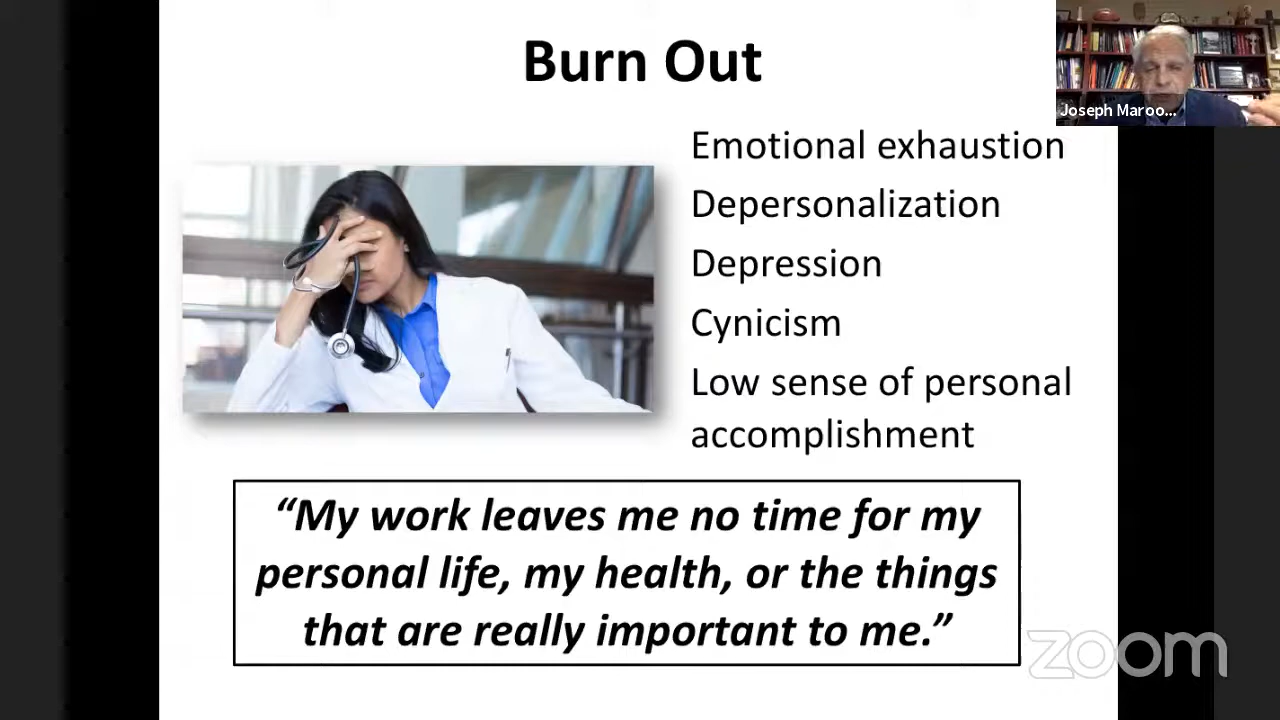 Burn Out
Joseph Maroo...
Emotional exhaustion
Depersonalization
Depression
Cynicism
Low sense of personal
accomplishment
“My work leaves me no time for my
personal life, my health, or the things
that are really important to me.”
zoom